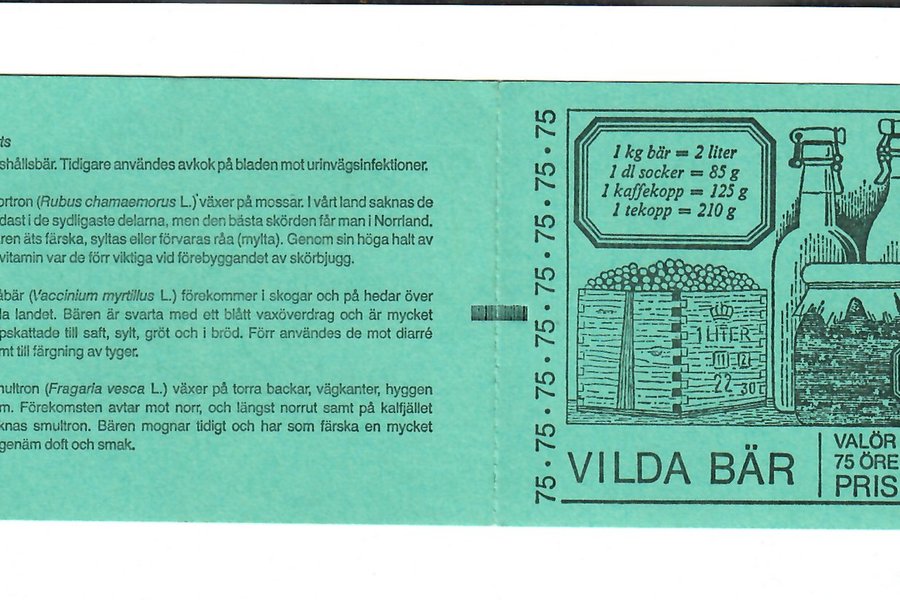 ts
shållsbär. Tidigare användes avkok på bladen mot urinvägsinfektioner.
ortron (Rubus chamaemorus L.) växer på mossar. I vårt land saknas de
dast i de sydligaste delarna, men den bästa skörden får man i Norrland.
ren äts färska, syltas eller förvaras råa (mylta). Genom sin höga halt av
vitamin var de förr viktiga vid förebyggandet av skörbjugg.
åbär (Vaccinium myrtillus L.) förekommer i skogar och på hedar över
la landet. Bären är svarta med ett blått vaxöverdrag och är mycket
pskattade till saft, sylt, gröt och i bröd. Förr användes de mot diarré
mt till färgning av tyger.
multron (Fragaria vesca L.) växer på torra backar, vägkanter, hyggen
m. Förekomsten avtar mot norr, och längst norrut samt på kalfjället
knas smultron. Bären mognar tidigt och har som färska en mycket
genäm doft och smak.
75 • 75 • 75 • 75 • 75 • 75 • 75 • 75
1 kg bär = 2 liter
1 dl socker = 85 g
1 kaffekopp = 125 g
1 tekopp = 210 g
1 LITER
22 30
VILDA BÄR
VALÖR
75 ÖRE
PRIS